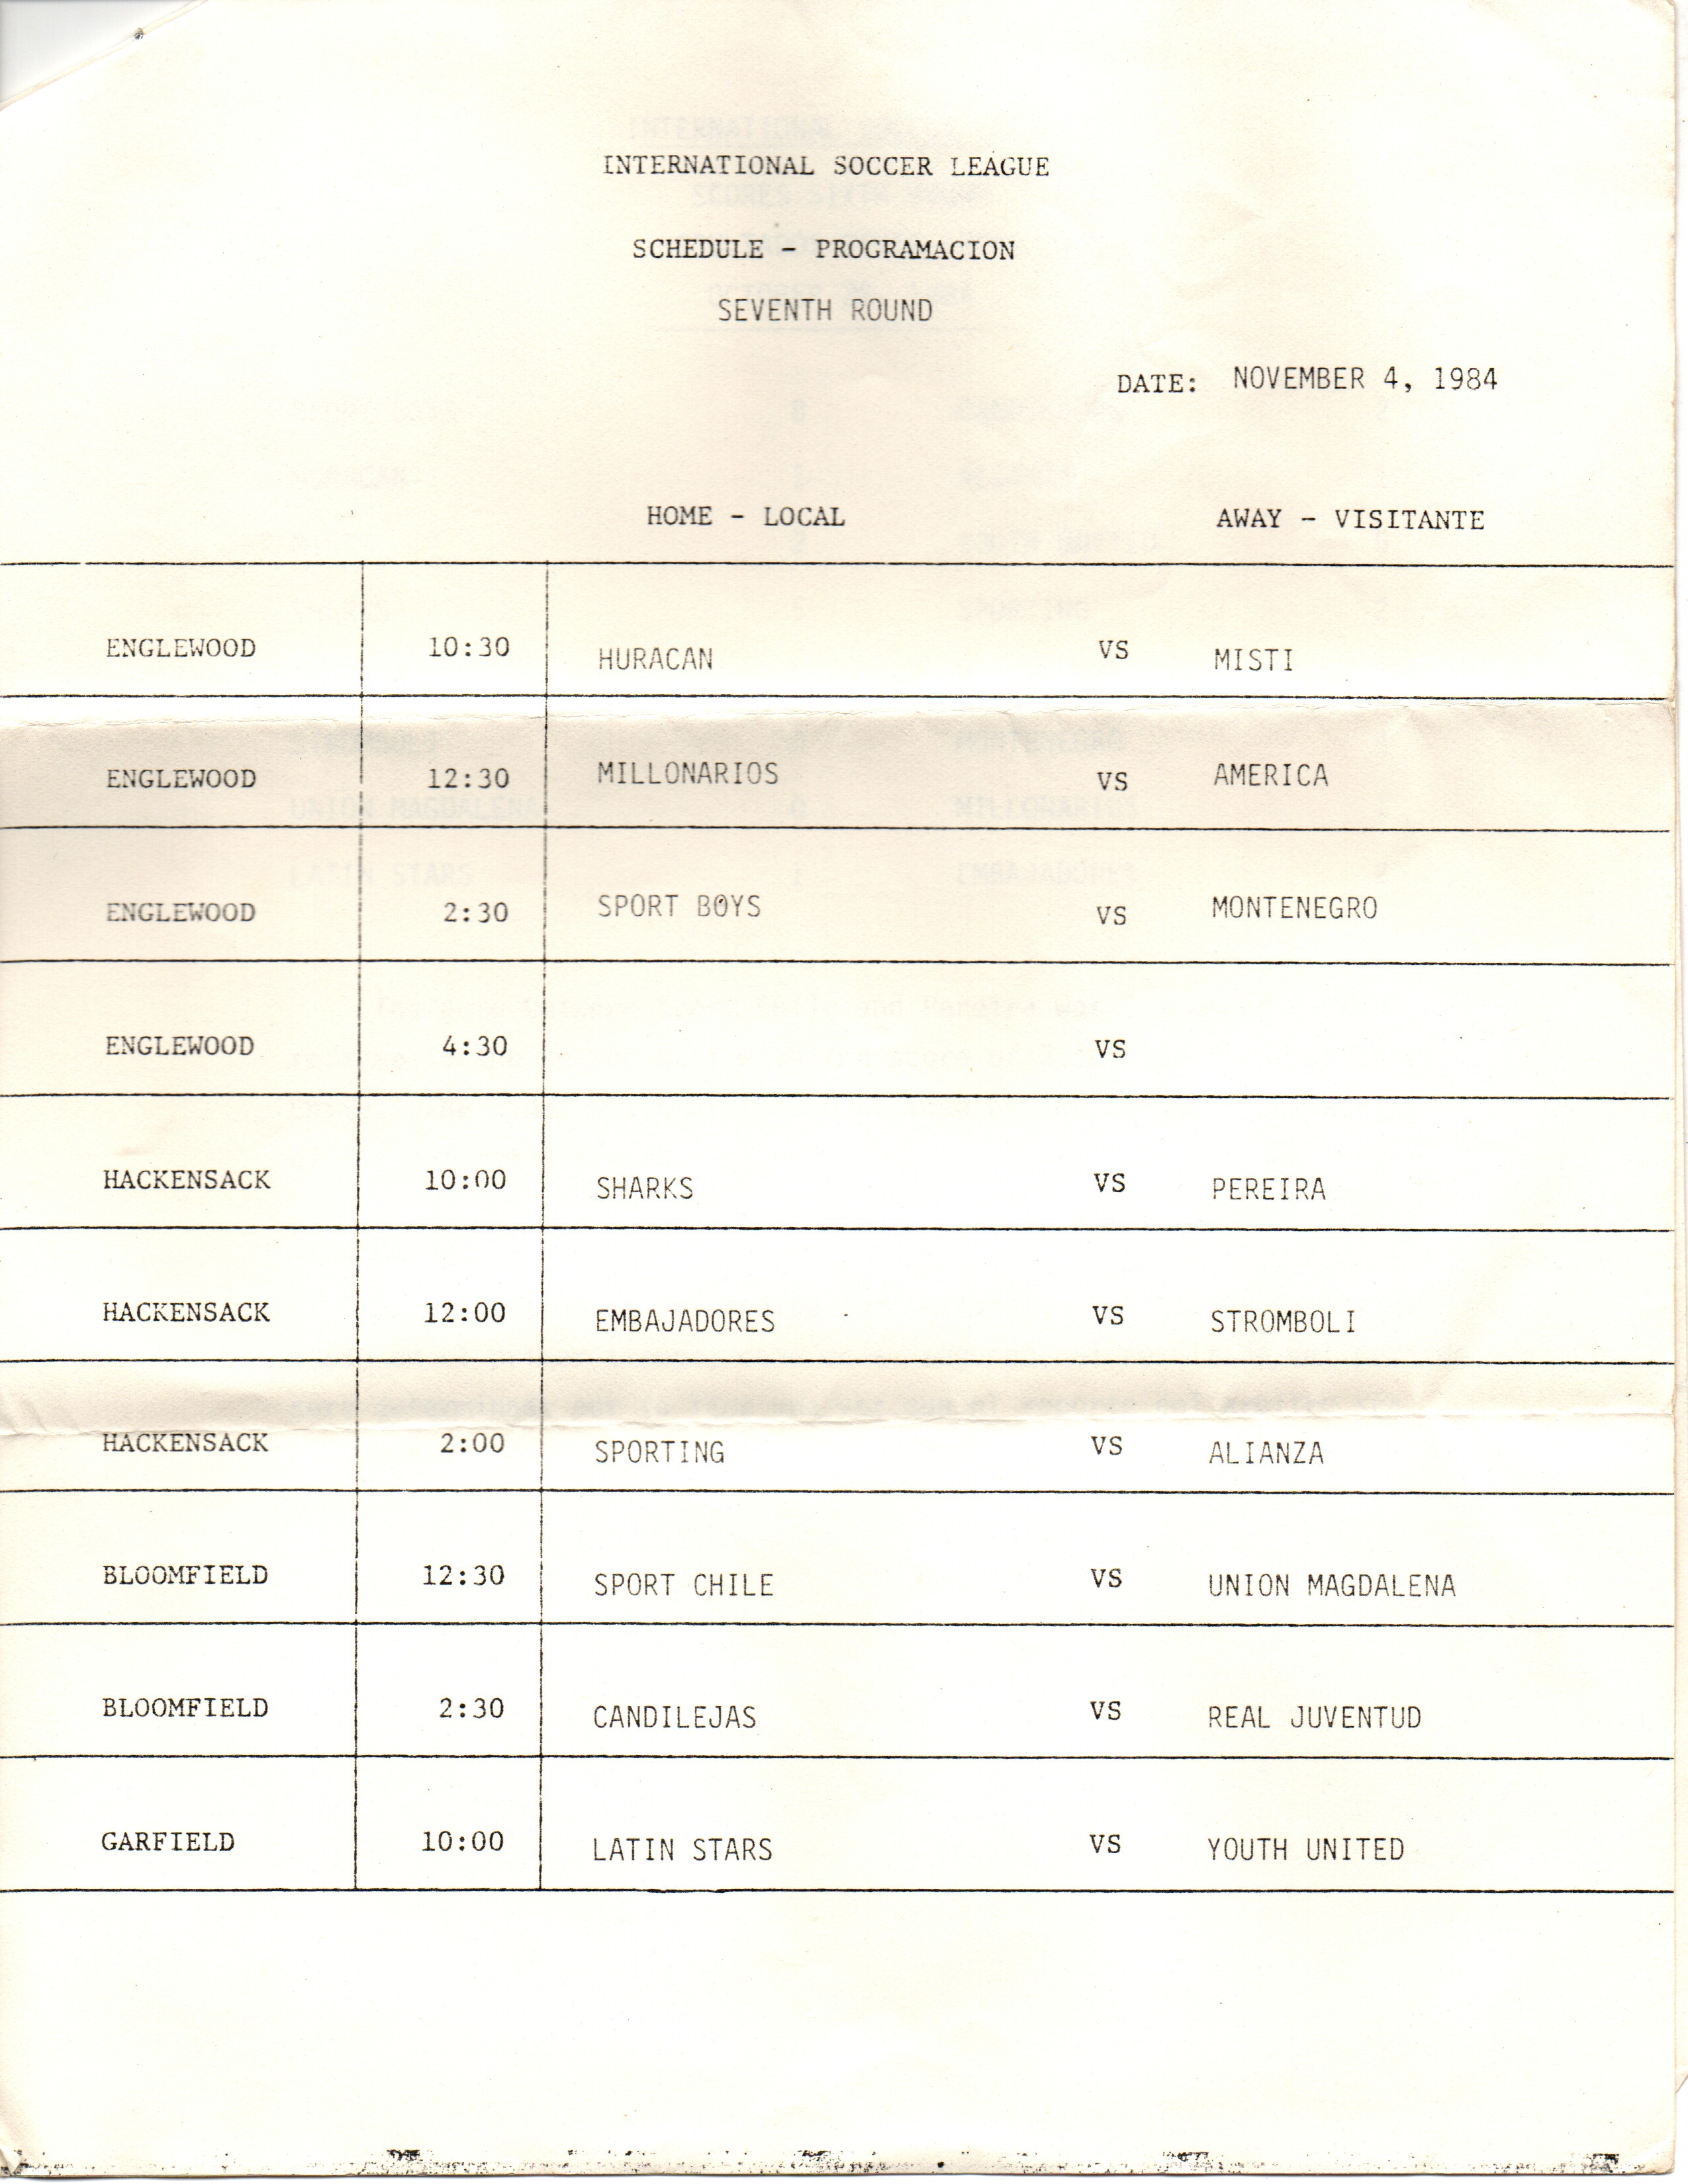 INTERNATIONAL SOCCER LEAGUE
SCHEDULE - PROGRAMACION
SEVENTH ROUND
DATE: NOVEMBER 4, 1984
HOME - LOCAL AWAY - VISITANTE
ENGLEWOOD 10:30 HURACAN VS MISTI
ENGLEWOOD 12:30 MILLONARIOS VS AMERICA
ENGLEWOOD 2:30 SPORT BOYS VS MONTENEGRO
ENGLEWOOD 4:30 VS
HACKENSACK 10:00 SHARKS VS PEREIRA
HACKENSACK 12:00 EMBAJADORES VS STROMBOLI
HACKENSACK 2:00 SPORTING VS ALIANZA
BLOOMFIELD 12:30 SPORT CHILE VS UNION MAGDALENA
BLOOMFIELD 2:30 CANDILEJAS VS REAL JUVENTUD
GARFIELD 10:00 LATIN STARS VS YOUTH UNITED